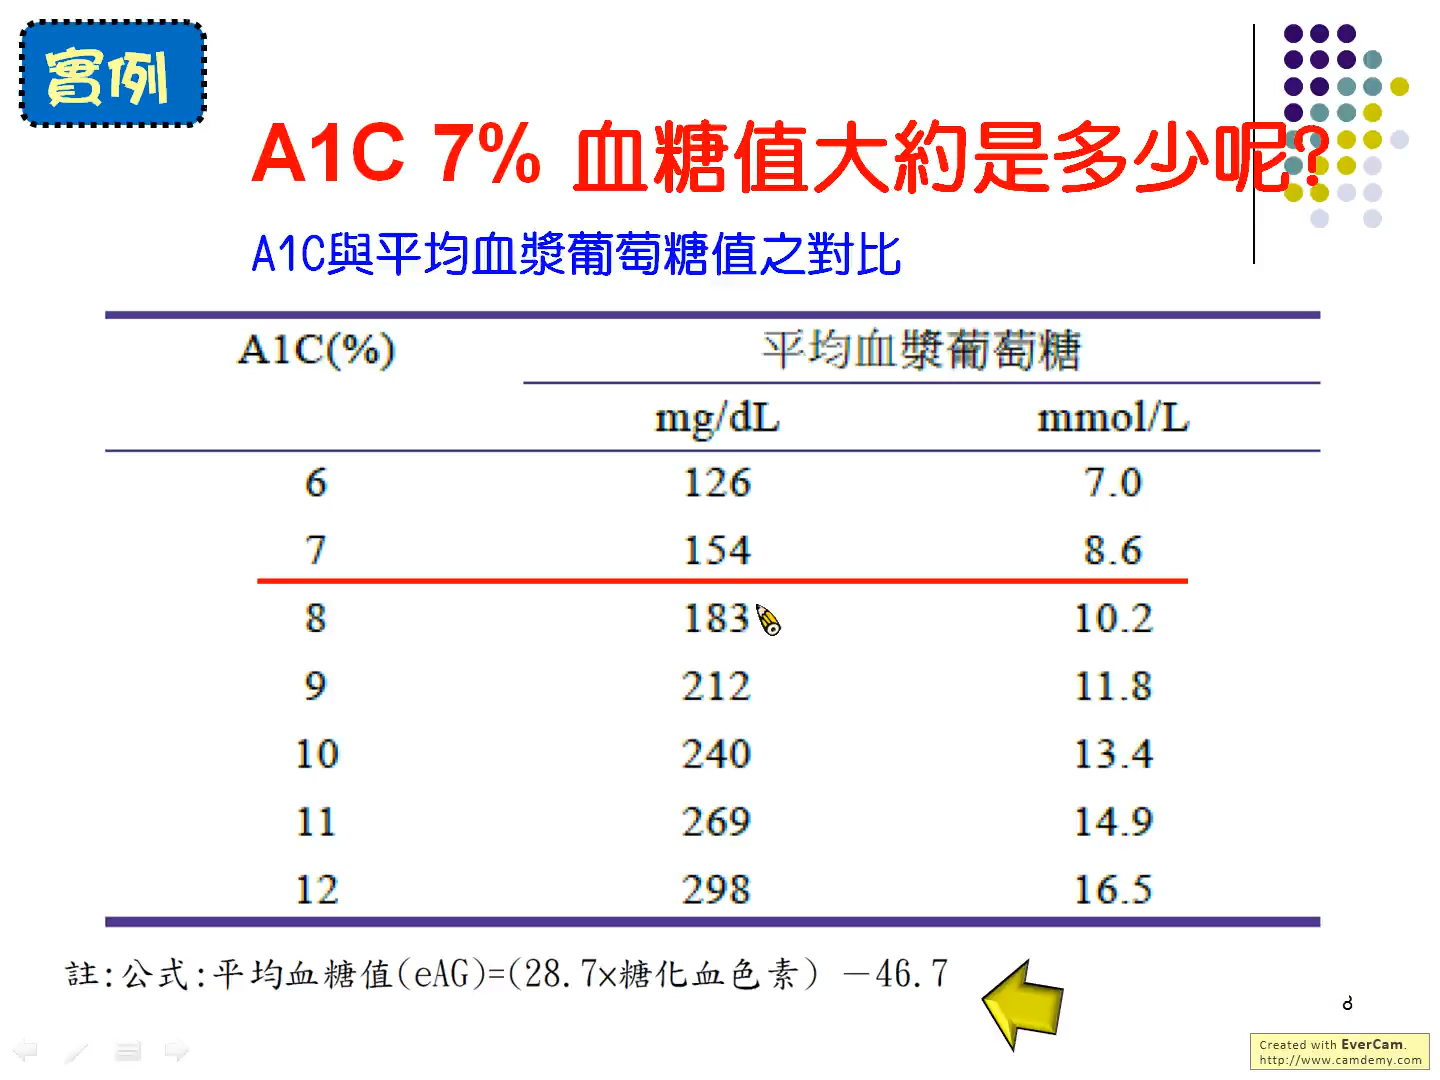 實例
A1C 7% 血糖值大約是多少呢?
A1C與平均血漿葡萄糖值之對比
A1C(%) 平均血漿葡萄糖
mg/dL mmol/L
6 126 7.0
7 154 8.6
8 183 10.2
9 212 11.8
10 240 13.4
11 269 14.9
12 298 16.5
註:公式:平均血糖值(eAG)=(28.7×糖化血色素)－46.7
8
Created with EverCam.
http://www.camdemy.com